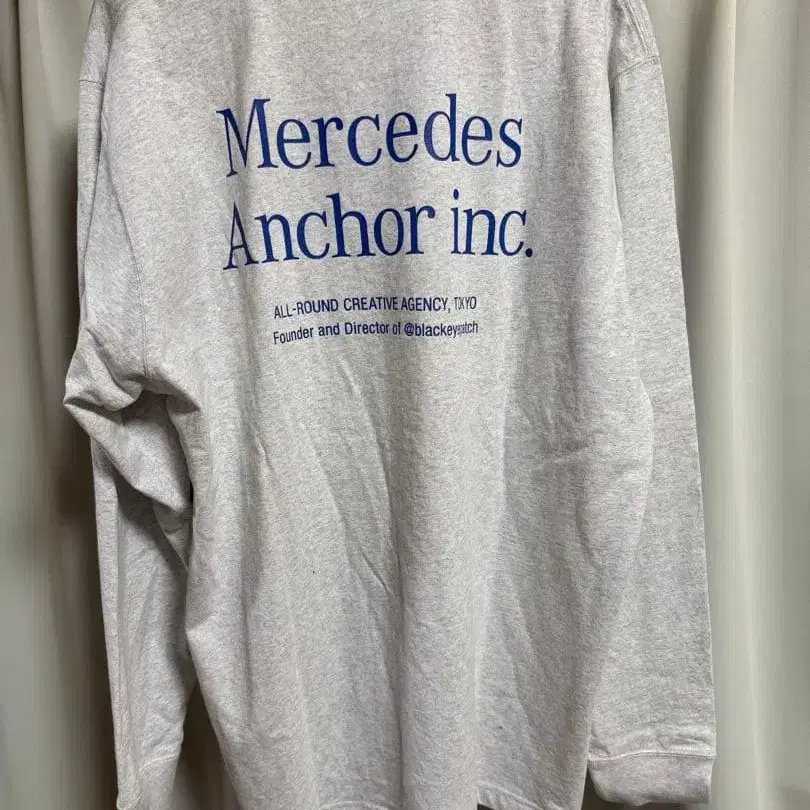 Mercedes
Anchor inc.
ALL-ROUND CREATIVE AGENCY, TOKYO
Founder and Director of @blackeyepatch